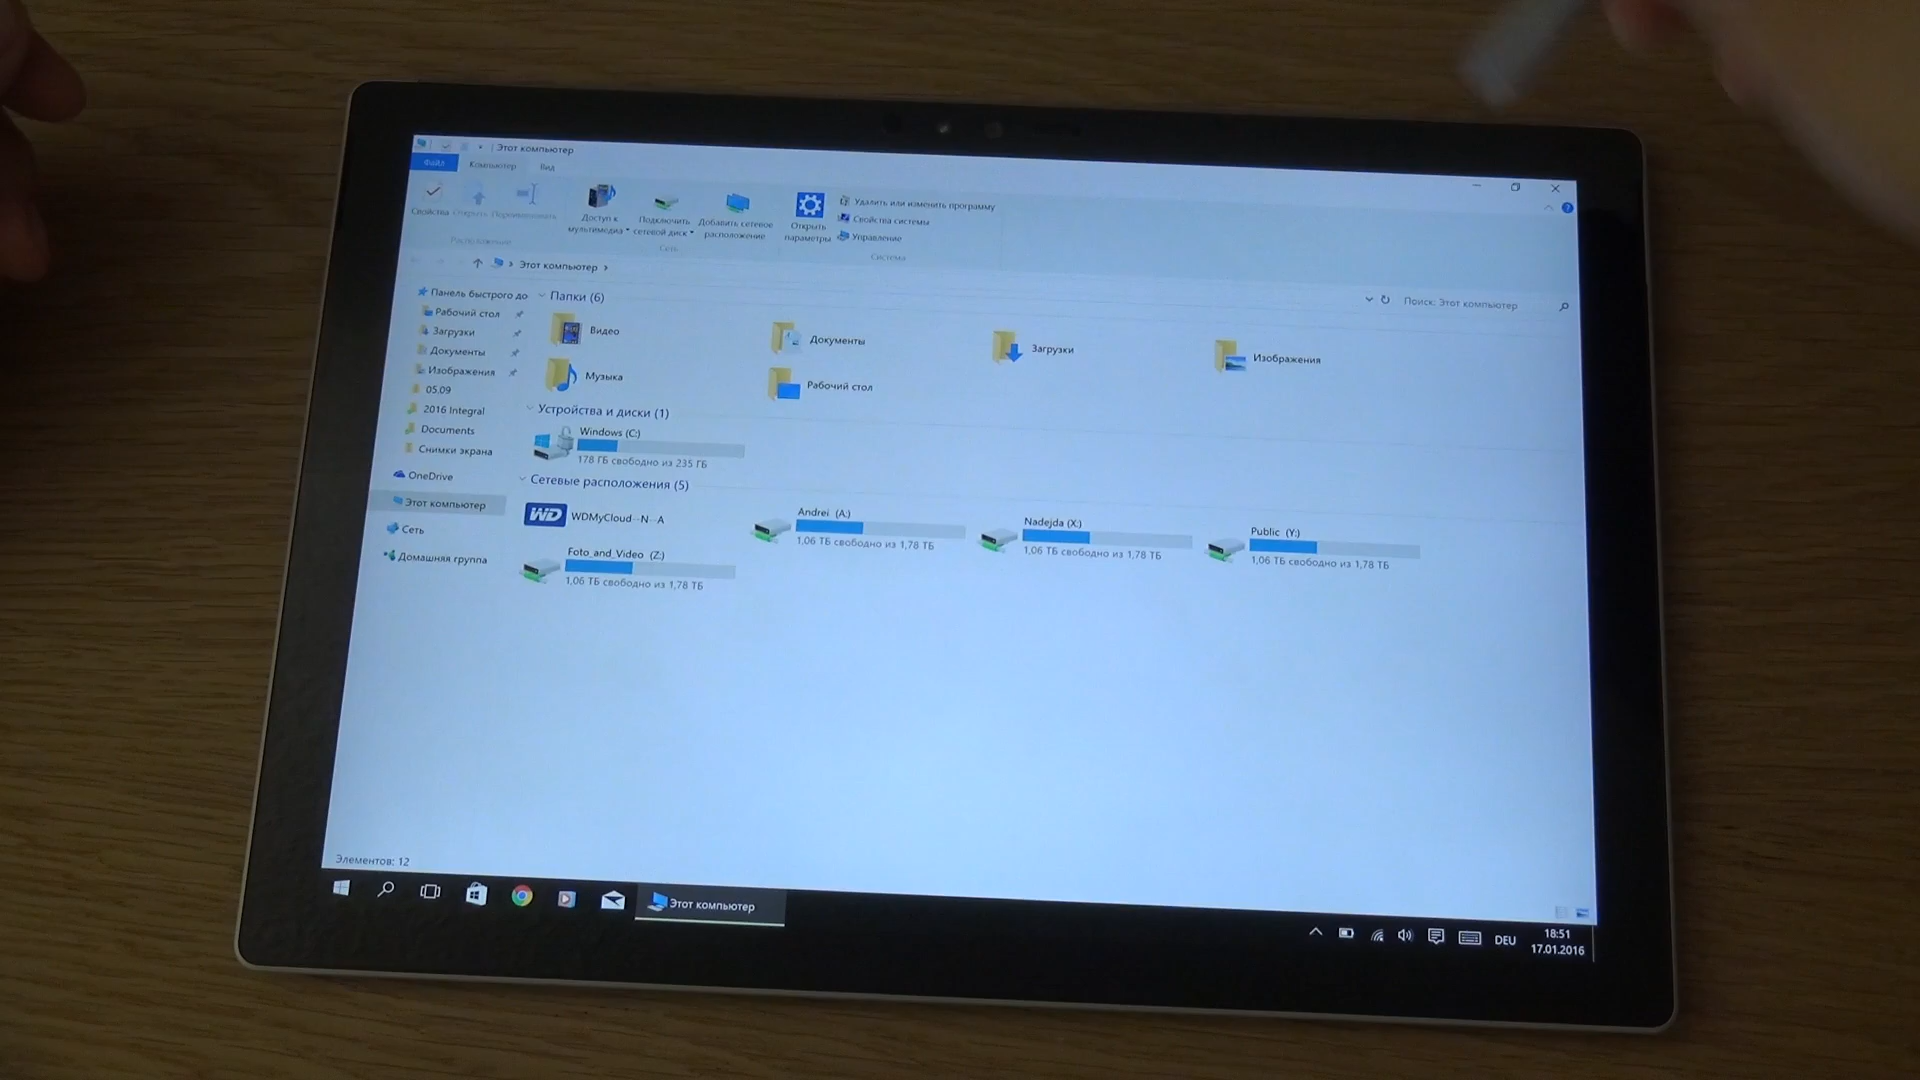 Этот компьютер
Файл Компьютер Вид
Свойства Открыть Переименовать
Доступ к мультимедиа
Подключить сетевой диск
Добавить сетевое расположение
Открыть параметры
Удалить или изменить программу
Свойства системы
Управление
Расположение Сеть Система
Этот компьютер
Поиск: Этот компьютер
Панель быстрого до
Рабочий стол
Загрузки
Документы
Изображения
05.09
2016 Integral
Documents
Снимки экрана
OneDrive
Этот компьютер
Сеть
Домашняя группа
Папки (6)
Видео Документы Загрузки Изображения
Музыка Рабочий стол
Устройства и диски (1)
Windows (C:)
178 ГБ свободно из 235 ГБ
Сетевые расположения (5)
WD WDMyCloud--N--A
Andrei (A:)
1,06 ТБ свободно из 1,78 ТБ
Nadejda (X:)
1,06 ТБ свободно из 1,78 ТБ
Public (Y:)
1,06 ТБ свободно из 1,78 ТБ
Foto_and_Video (Z:)
1,06 ТБ свободно из 1,78 ТБ
Элементов: 12
Этот компьютер
DEU
18:51
17.01.2016